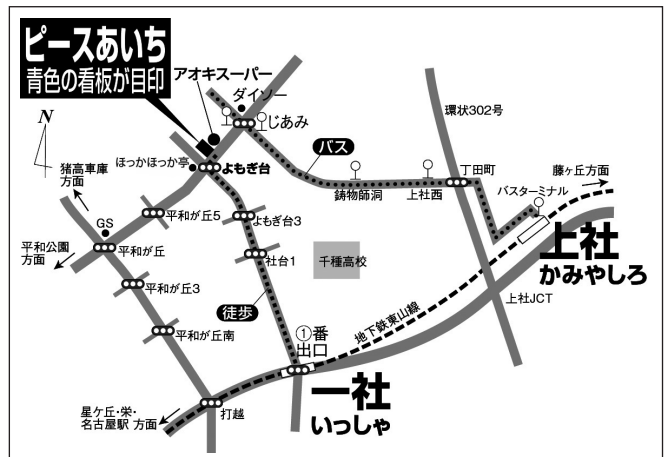 ピースあいち
青色の看板が目印
アオキスーパー
ダイソー
じあみ
バス
環状302号
N
猪高車庫
方面
ほっかほっか亭
よもぎ台
鋳物師洞
上社西
丁田町
藤ヶ丘方面
バスターミナル
GS
平和が丘5
よもぎ台3
平和公園
方面
平和が丘
社台1
千種高校
上社
かみやしろ
平和が丘3
徒歩
上社JCT
平和が丘南
①番
出口
地下鉄東山線
一社
いっしゃ
星ケ丘・栄・
名古屋駅 方面
打越